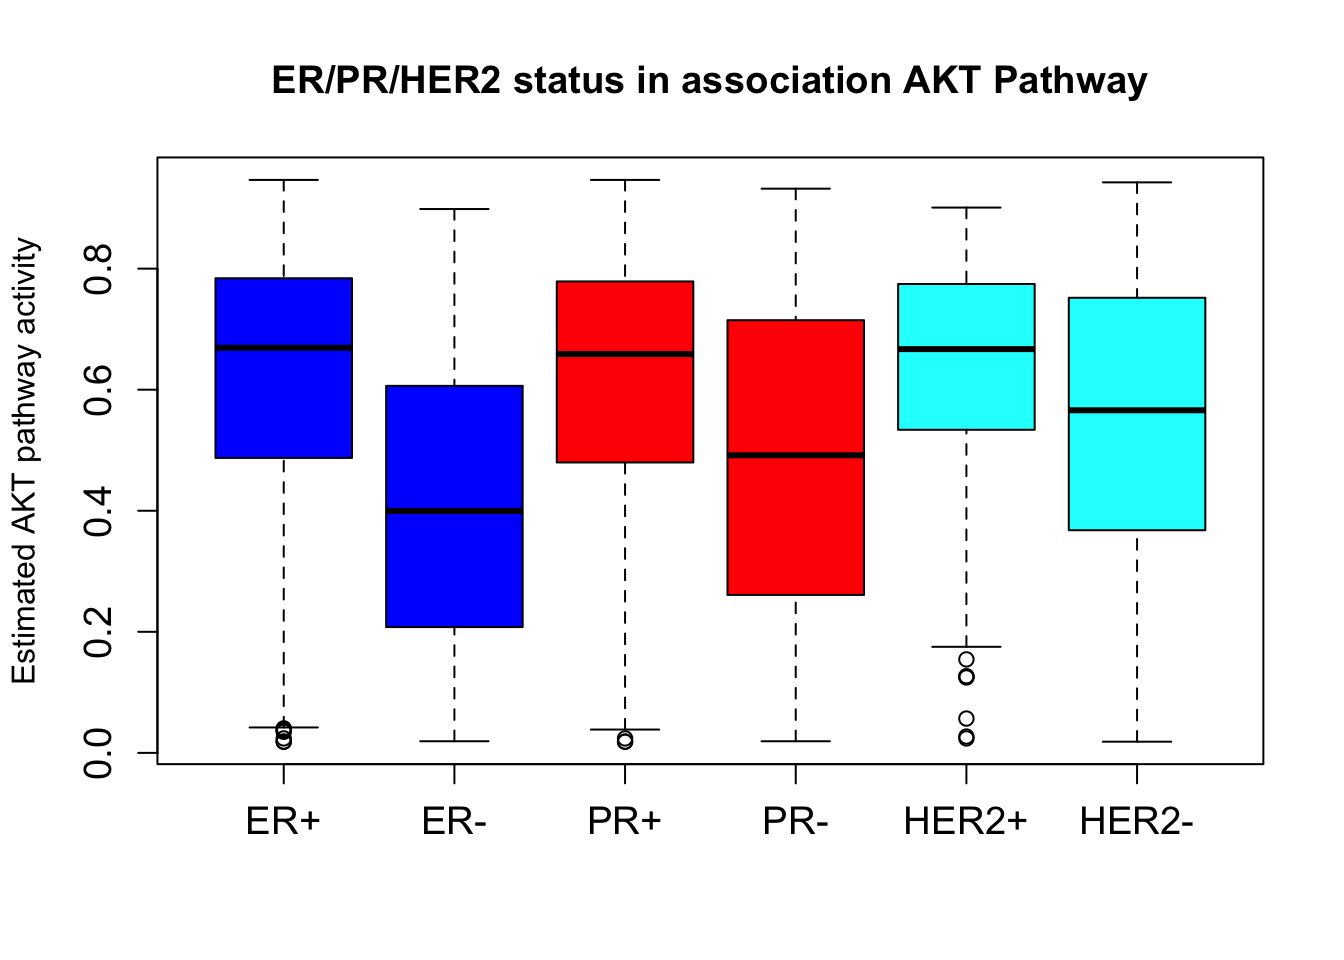 ER/PR/HER2 status in association AKT Pathway
Estimated AKT pathway activity
0.8
0.6
0.4
0.2
0.0
ER+ ER- PR+ PR- HER2+ HER2-